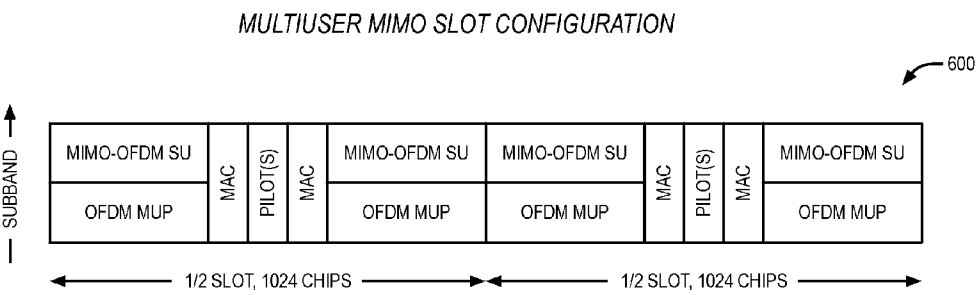 MULTIUSER MIMO SLOT CONFIGURATION
600
SUBBAND
MIMO-OFDM SU
MAC
PILOT(S)
MAC
MIMO-OFDM SU
MIMO-OFDM SU
MAC
PILOT(S)
MAC
MIMO-OFDM SU
OFDM MUP
OFDM MUP
OFDM MUP
OFDM MUP
1/2 SLOT, 1024 CHIPS
1/2 SLOT, 1024 CHIPS